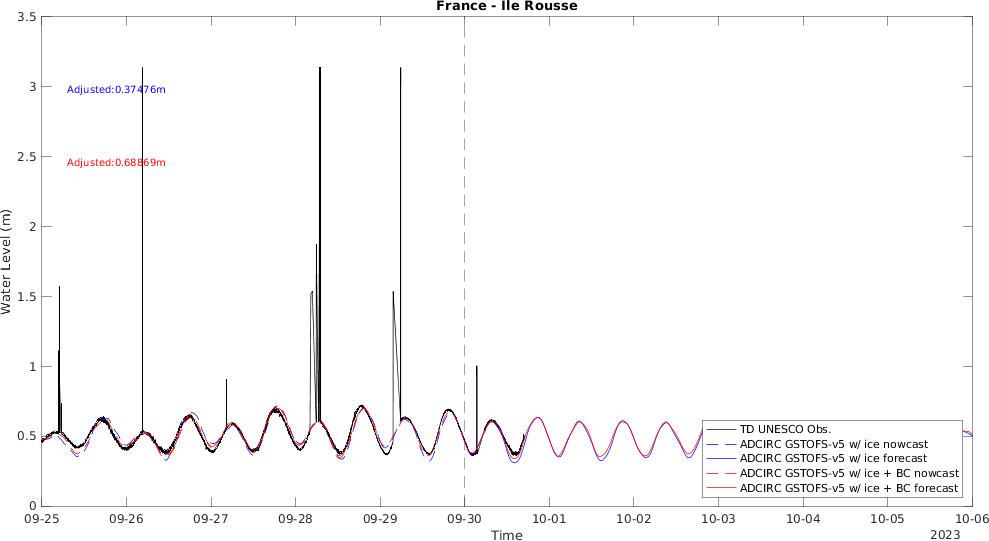 France - Ile Rousse
3.5
3
2.5
2
1.5
1
0.5
0
Water Level (m)
Adjusted:0.37476m
Adjusted:0.68869m
TD UNESCO Obs.
ADCIRC GSTOFS-v5 w/ ice nowcast
ADCIRC GSTOFS-v5 w/ ice forecast
ADCIRC GSTOFS-v5 w/ ice + BC nowcast
ADCIRC GSTOFS-v5 w/ ice + BC forecast
09-25 09-26 09-27 09-28 09-29 09-30 10-01 10-02 10-03 10-04 10-05 10-06
Time
2023